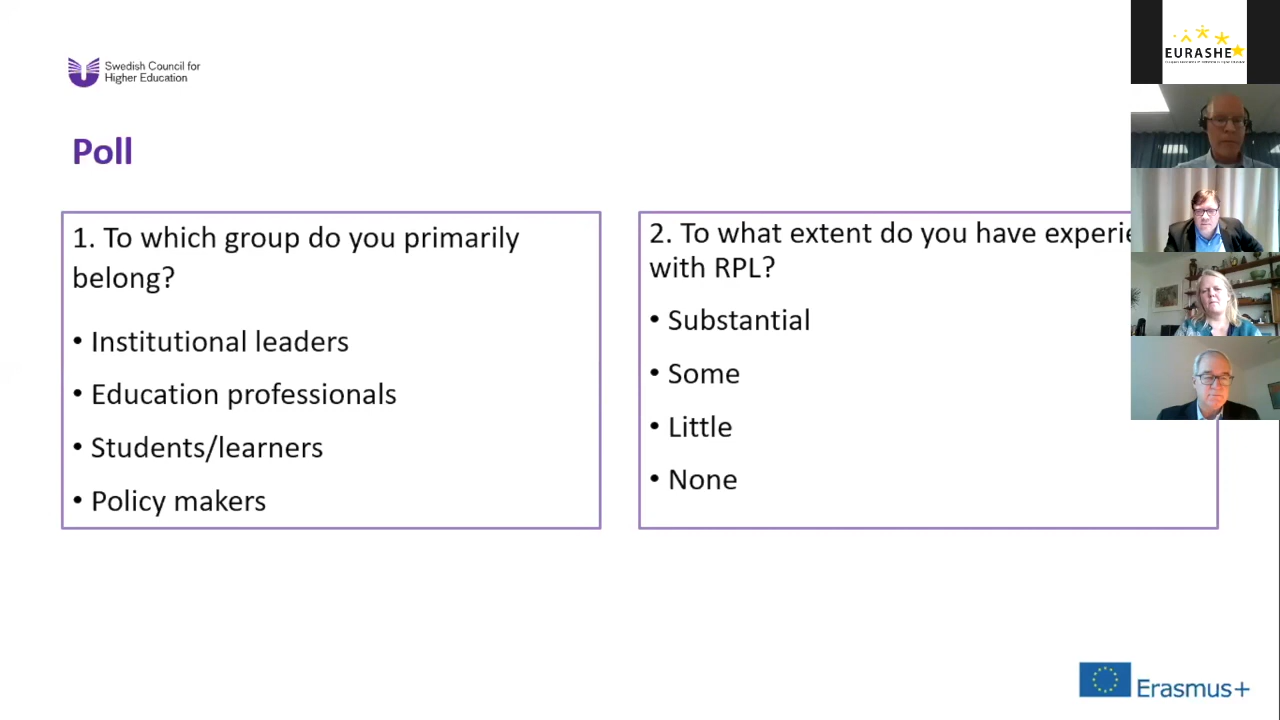 Swedish Council for
Higher Education
EURASHE
Poll
1. To which group do you primarily
belong?
• Institutional leaders
• Education professionals
• Students/learners
• Policy makers
2. To what extent do you have experie
with RPL?
• Substantial
• Some
• Little
• None
Erasmus+